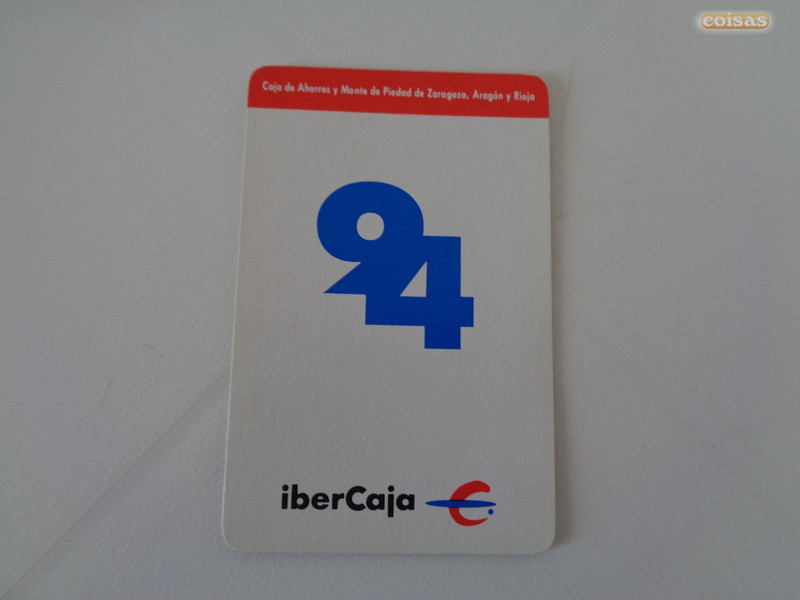 coisas
Caja de Ahorros y Monte de Piedad de Zaragoza, Aragón y Rioja
94
iberCaja